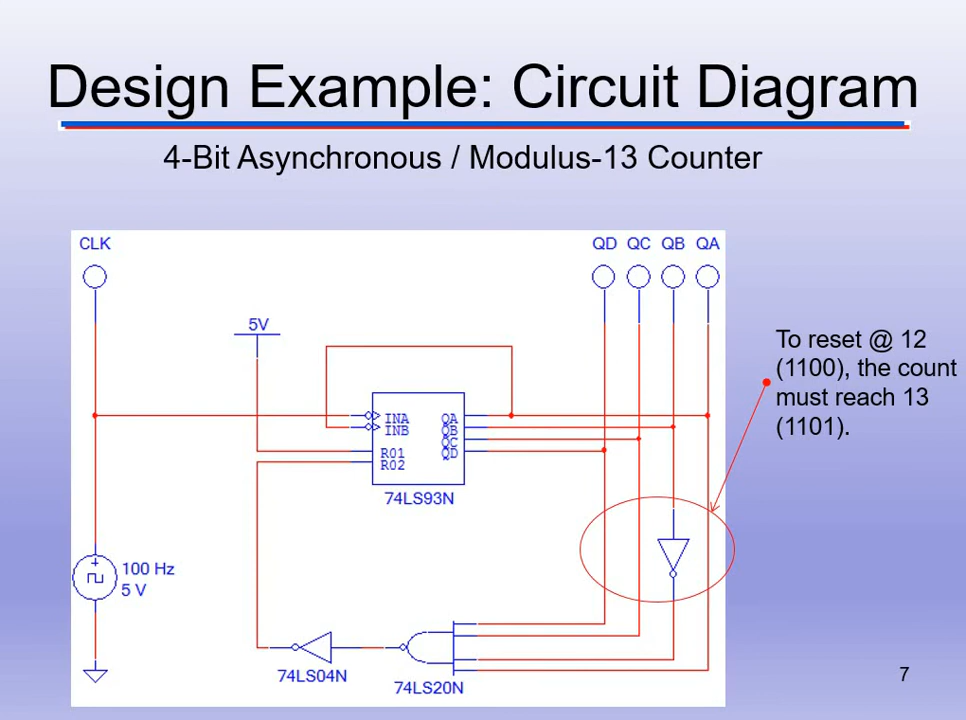 Design Example: Circuit Diagram
4-Bit Asynchronous / Modulus-13 Counter
CLK
QD QC QB QA
5V
To reset @ 12
(1100), the count
must reach 13
(1101).
INA QA
INB QB
QC
R01 QD
R02
74LS93N
100 Hz
5 V
74LS04N
74LS20N
7